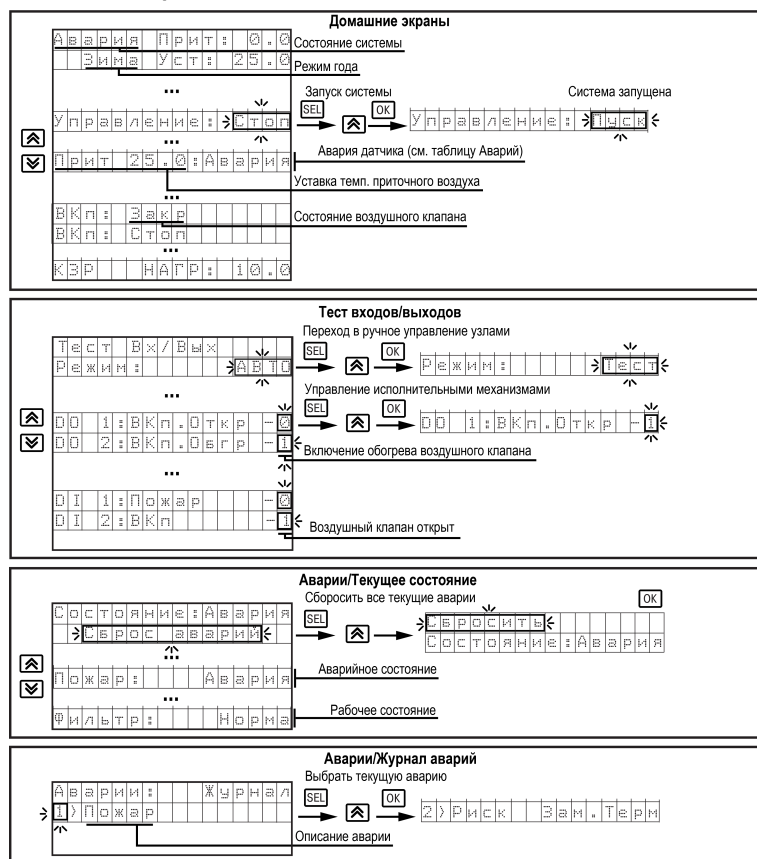 Домашние экраны
Авария Прит: 0.0
Состояние системы
Зима Уст: 25.0
Режим года
...
Запуск системы
Система запущена
Управление: Стоп
SEL
OK
Управление: Пуск
...
Авария датчика (см. таблицу Аварий)
Прит 25.0:Авария
Уставка темп. приточного воздуха
...
ВКп: Закр
Состояние воздушного клапана
ВКп: Стоп
...
КЗР НАГР: 10.0
Тест входов/выходов
Переход в ручное управление узлами
Тест Вх/Вых
Режим: АВТО
SEL
OK
Режим: Тест
...
Управление исполнительными механизмами
DO 1:ВКп.Откр -0
SEL
OK
DO 1:ВКп.Откр -1
DO 2:ВКп.Обгр -1
Включение обогрева воздушного клапана
...
DI 1:Пожар -0
DI 2:ВКп -1
Воздушный клапан открыт
Аварии/Текущее состояние
Сбросить все текущие аварии
Состояние:Авария
Сброс аварий
SEL
OK
Сбросить
Состояние:Авария
...
Аварийное состояние
Пожар: Авария
...
Рабочее состояние
Фильтр: Норма
Аварии/Журнал аварий
Выбрать текущую аварию
Аварии: Журнал
1)Пожар
SEL
OK
2)Риск Зам.Терм
Описание аварии